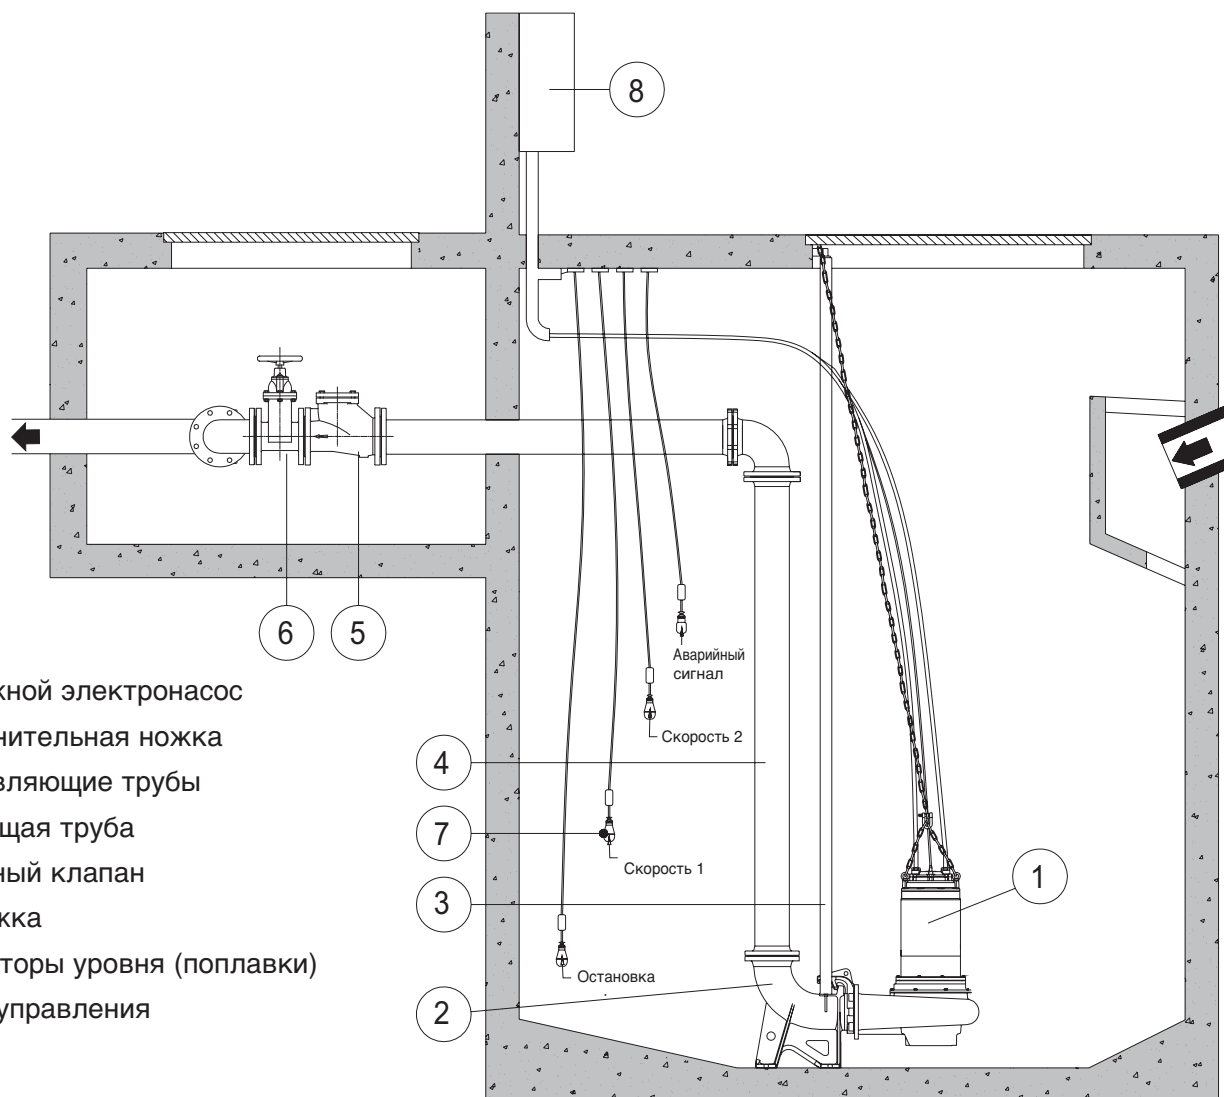 8
6
5
Аварийный
сигнал
Скорость 2
4
7
Скорость 1
3
1
Остановка
2
жной электронасос
нительная ножка
вляющие трубы
щая труба
ный клапан
жка
торы уровня (поплавки)
управления